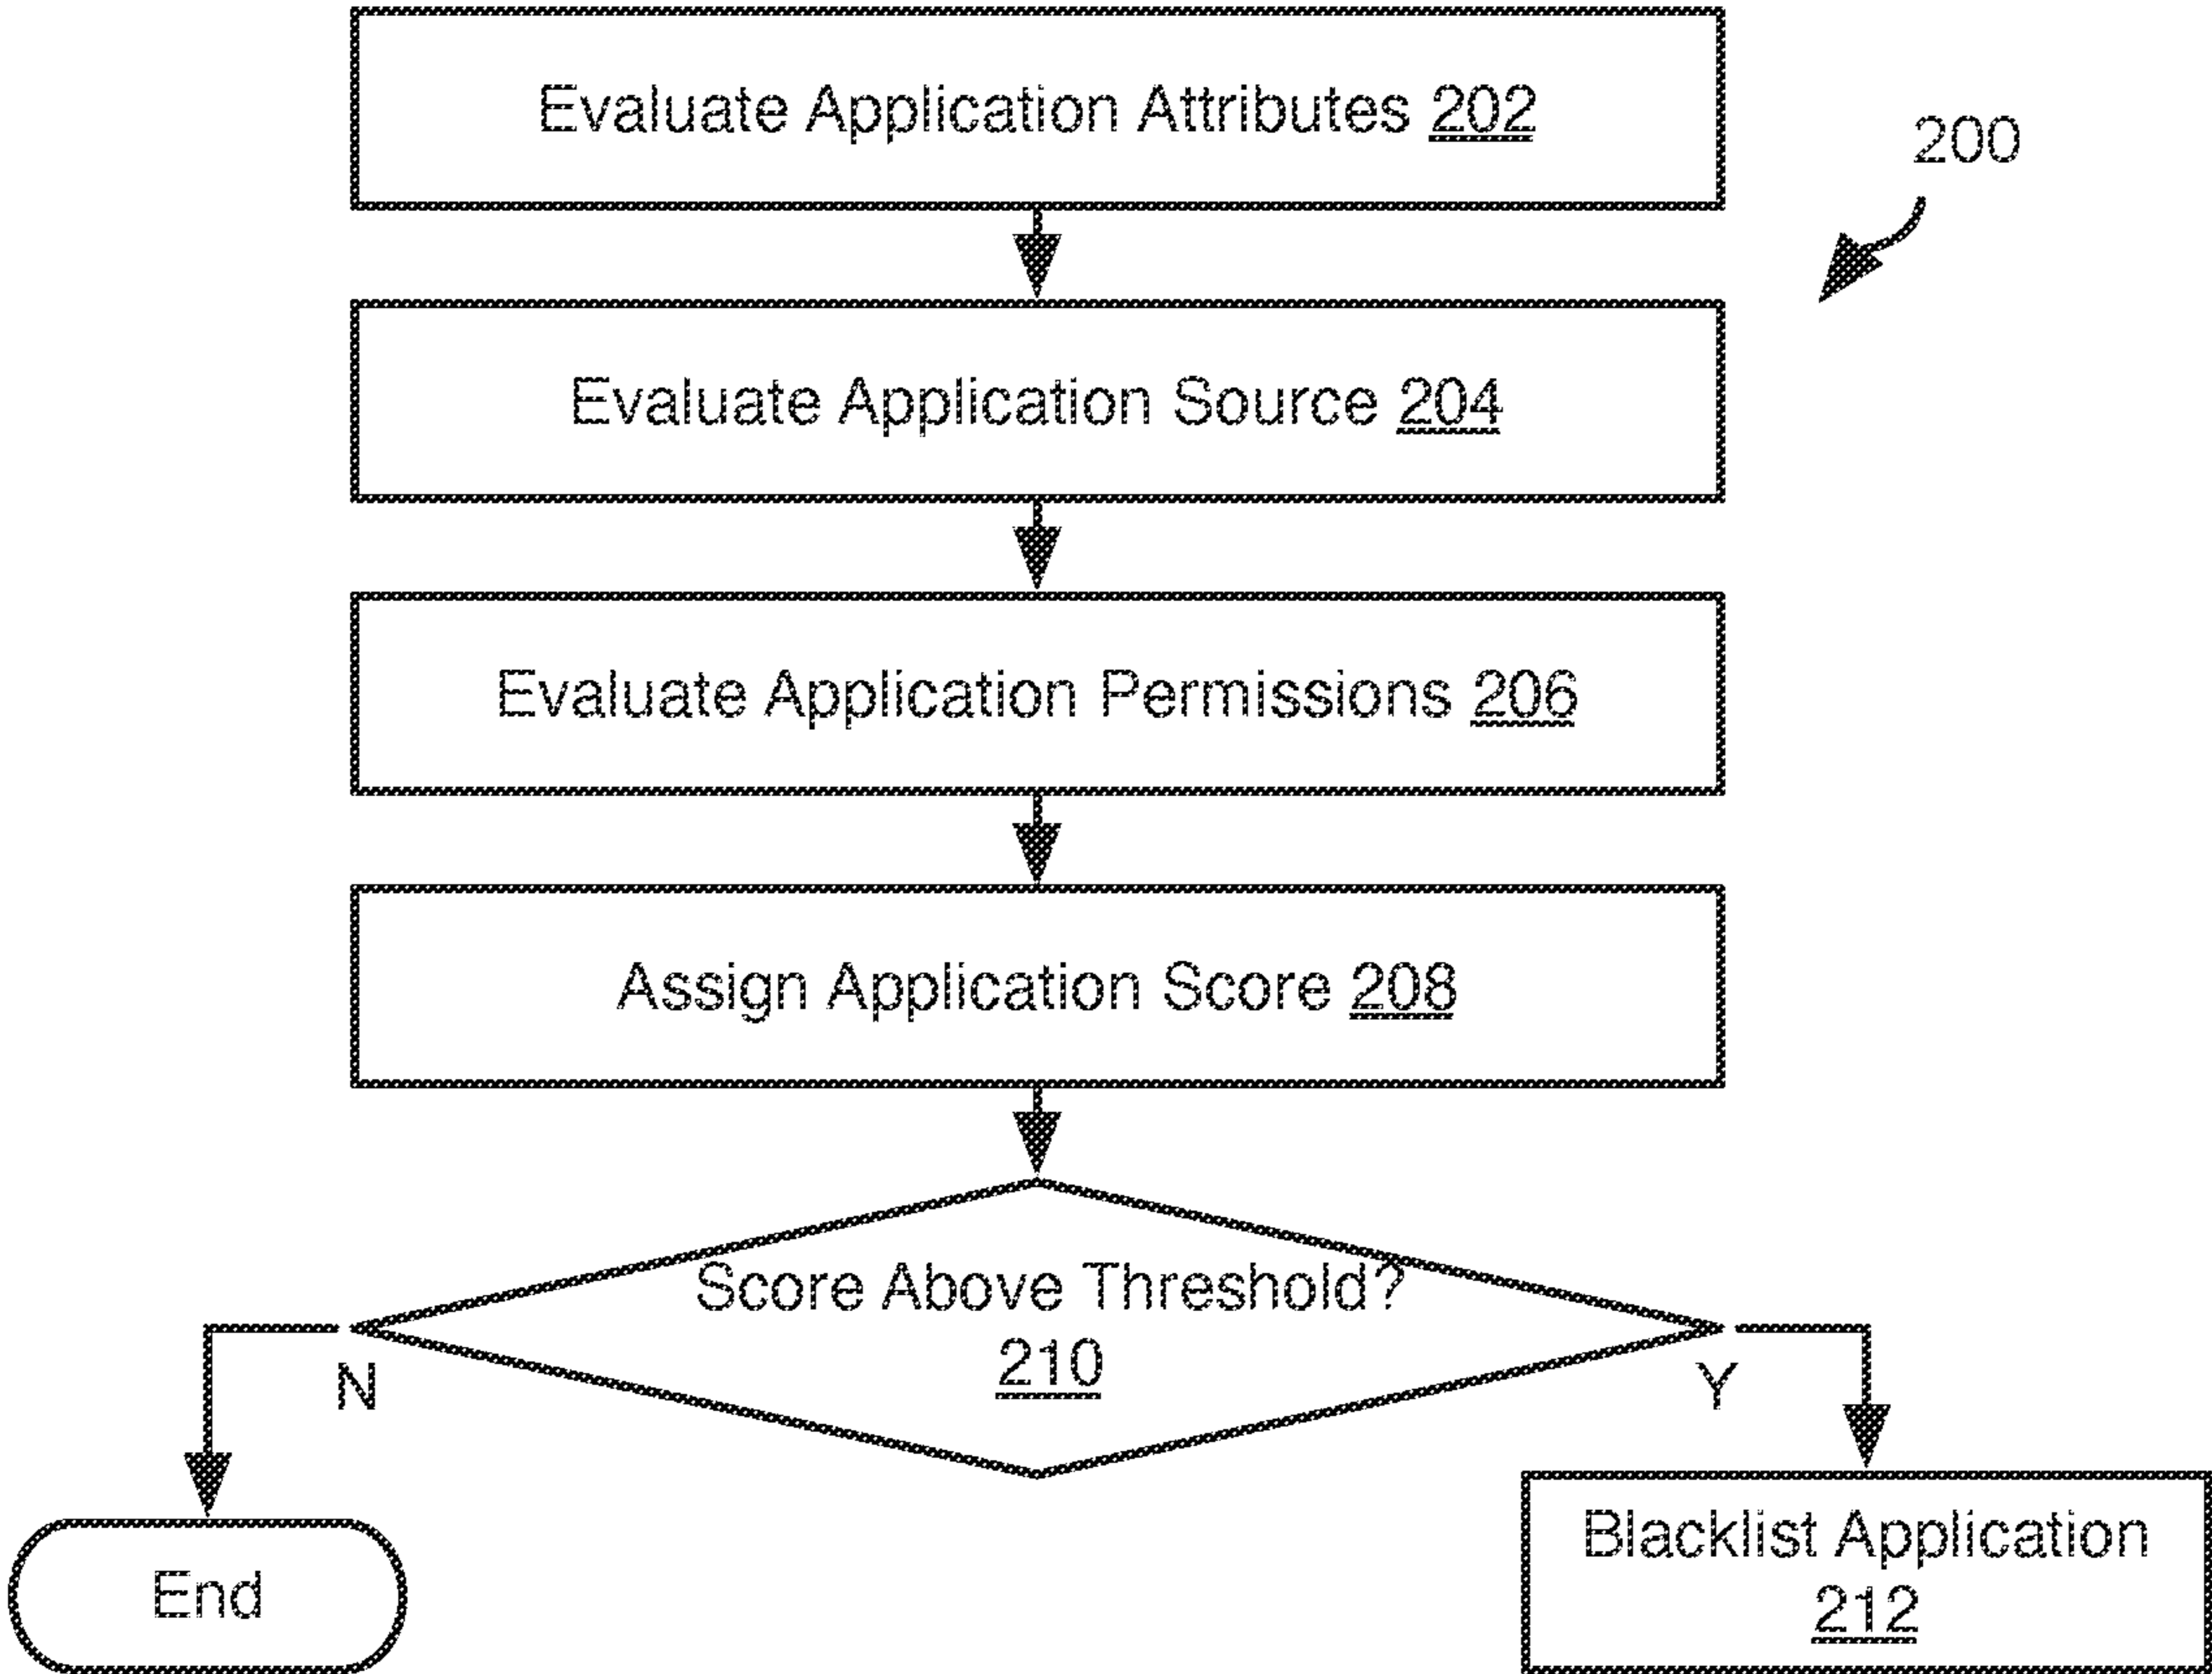 Evaluate Application Attributes 202
200
Evaluate Application Source 204
Evaluate Application Permissions 206
Assign Application Score 208
Score Above Threshold?
210
N
Y
End
Blacklist Application
212